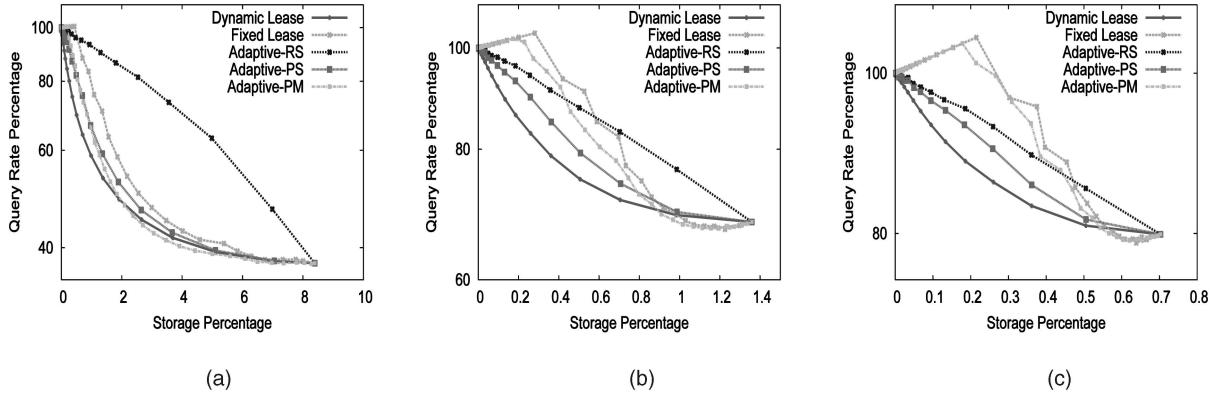 Dynamic Lease
Fixed Lease
Adaptive-RS
Adaptive-PS
Adaptive-PM
100
80
60
40
Query Rate Percentage
0 2 4 6 8 10
Storage Percentage
(a)
Dynamic Lease
Fixed Lease
Adaptive-RS
Adaptive-PS
Adaptive-PM
100
80
60
Query Rate Percentage
0 0.2 0.4 0.6 0.8 1 1.2 1.4
Storage Percentage
(b)
Dynamic Lease
Fixed Lease
Adaptive-RS
Adaptive-PS
Adaptive-PM
100
80
Query Rate Percentage
0 0.1 0.2 0.3 0.4 0.5 0.6 0.7 0.8
Storage Percentage
(c)